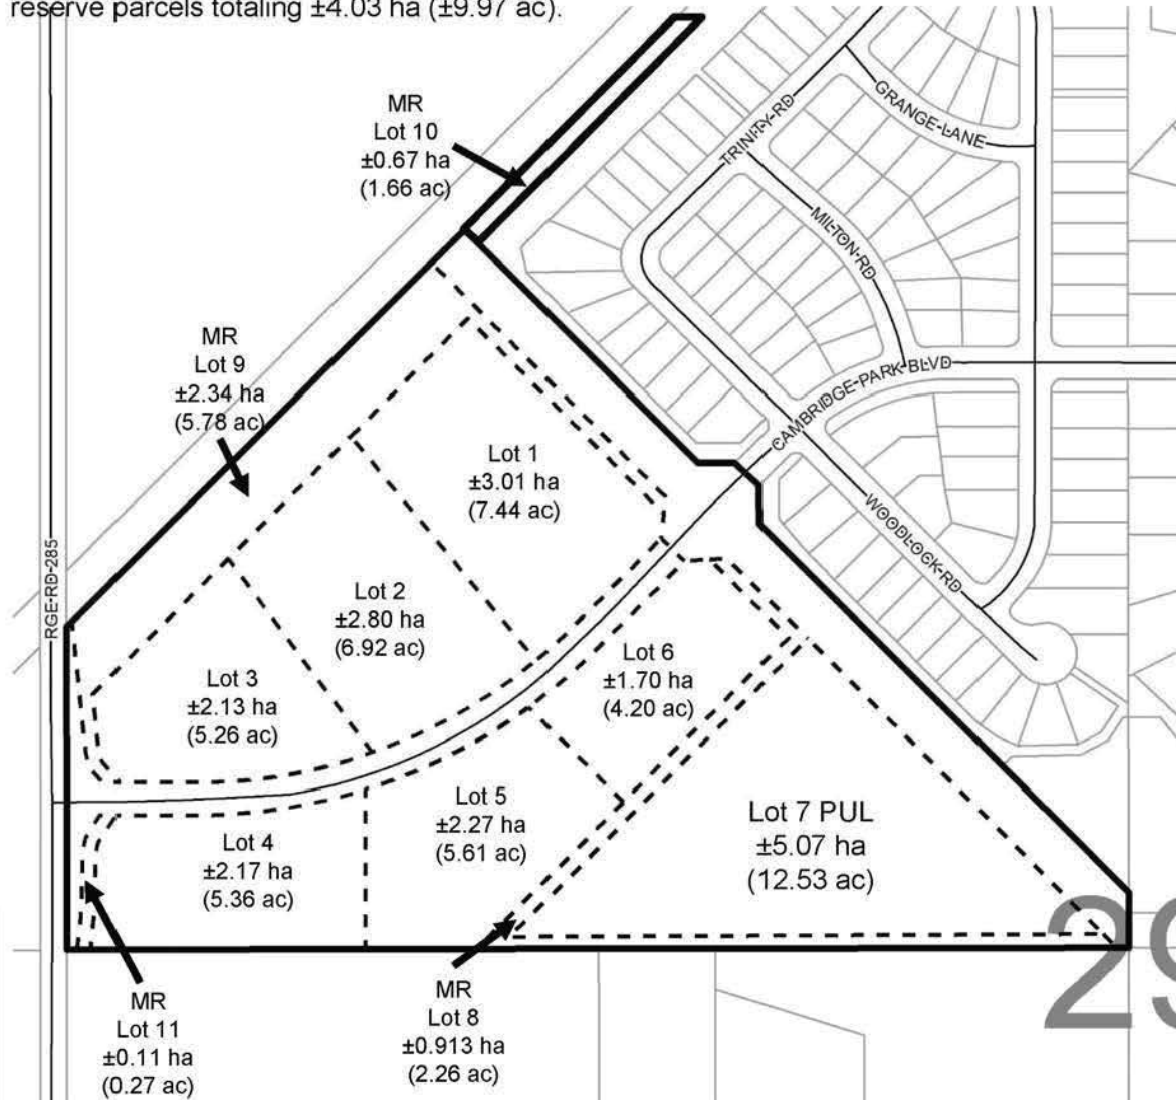 reserve parcels totaling ±4.03 ha (±9.97 ac).
MR
Lot 10
±0.67 ha
(1.66 ac)
TRINITY-RD
GRANGE-LANE
MILTON-RD
MR
Lot 9
±2.34 ha
(5.78 ac)
CAMBRIDGE-PARK-BLVD
Lot 1
±3.01 ha
(7.44 ac)
WOODLOCK-RD
RGE-RD-285
Lot 2
±2.80 ha
(6.92 ac)
Lot 3
±2.13 ha
(5.26 ac)
Lot 6
±1.70 ha
(4.20 ac)
Lot 5
±2.27 ha
(5.61 ac)
Lot 4
±2.17 ha
(5.36 ac)
Lot 7 PUL
±5.07 ha
(12.53 ac)
29
MR
Lot 11
±0.11 ha
(0.27 ac)
MR
Lot 8
±0.913 ha
(2.26 ac)